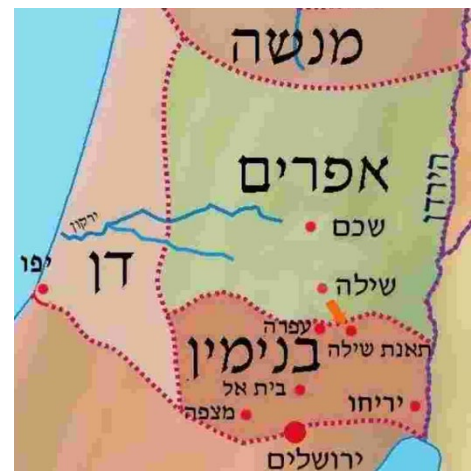 מנשה
אפרים
הירדן
שכם
ירקון
דן
יפו
שילה
עפרה
תאנת שילה
בנימין
בית אל
יריחו
מצפה
ירושלים